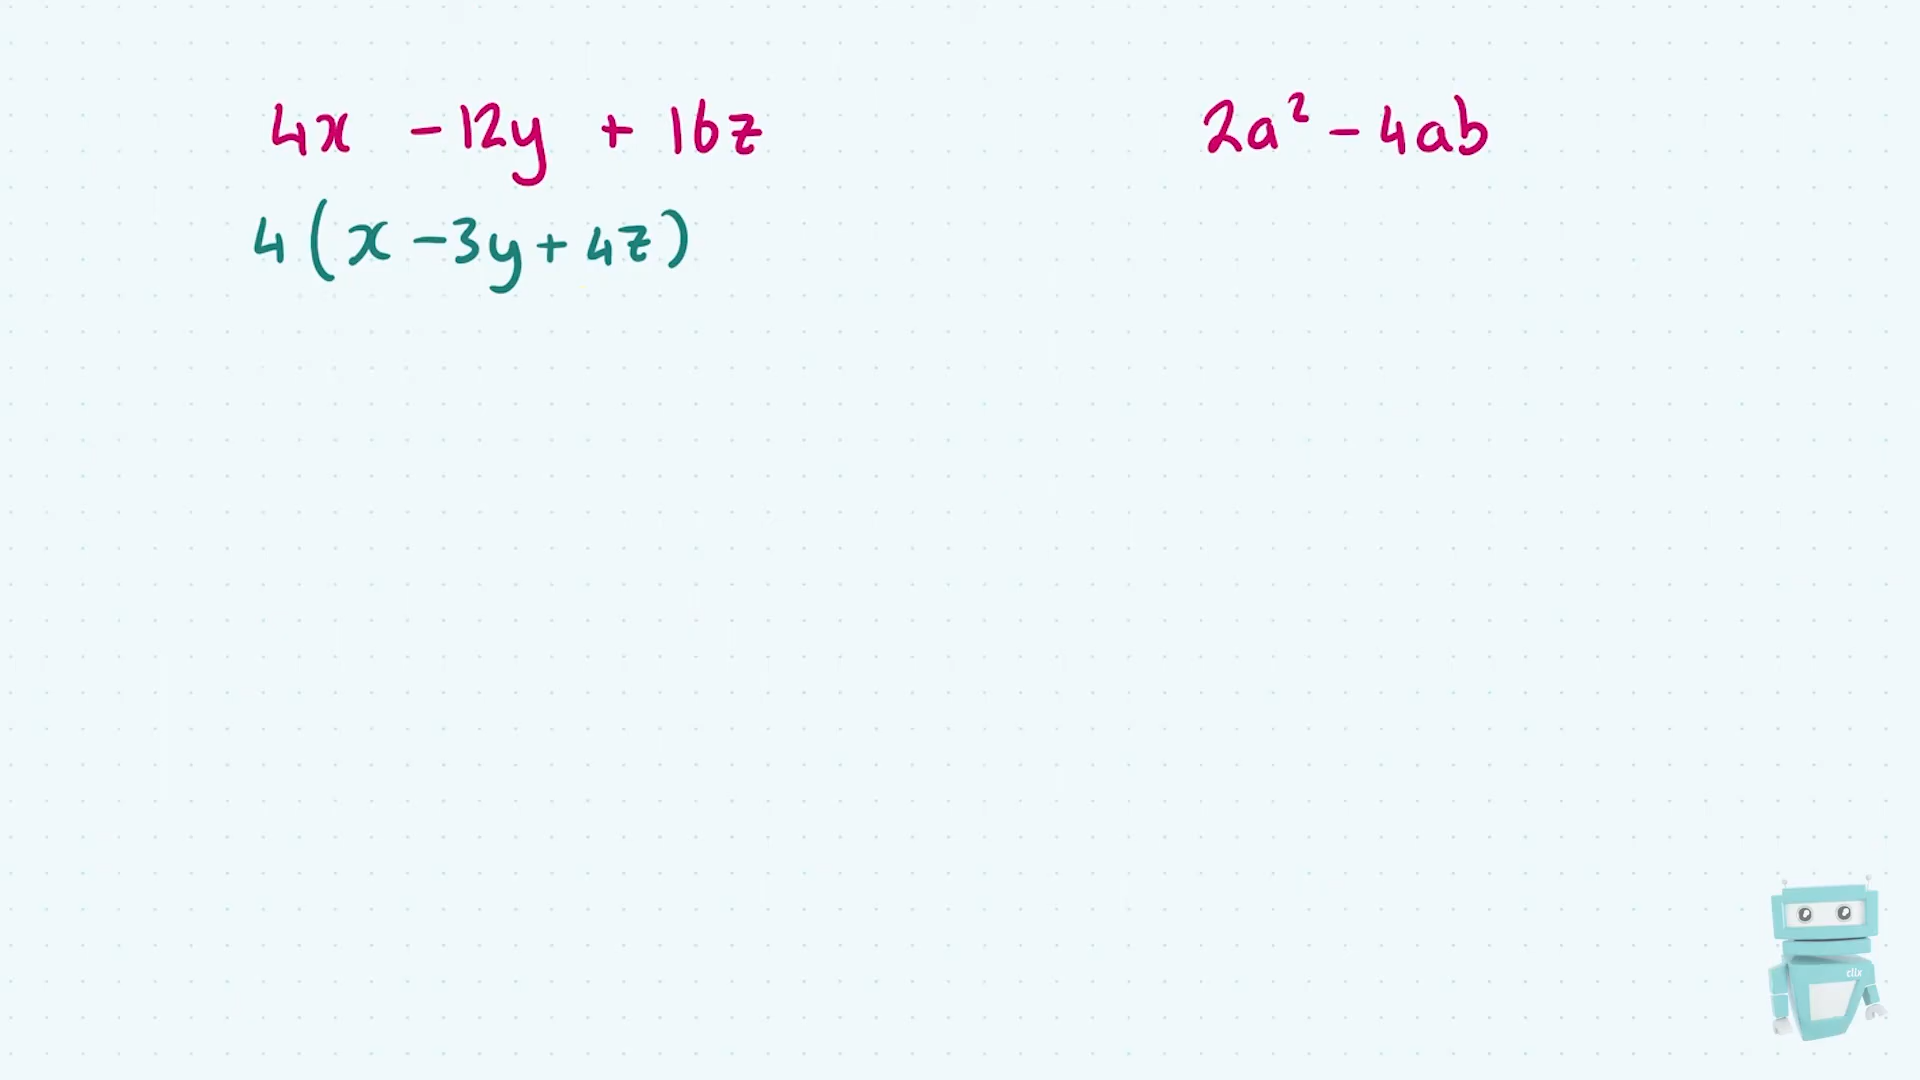 4x - 12y + 16z
4(x - 3y + 4z)
2a² - 4ab